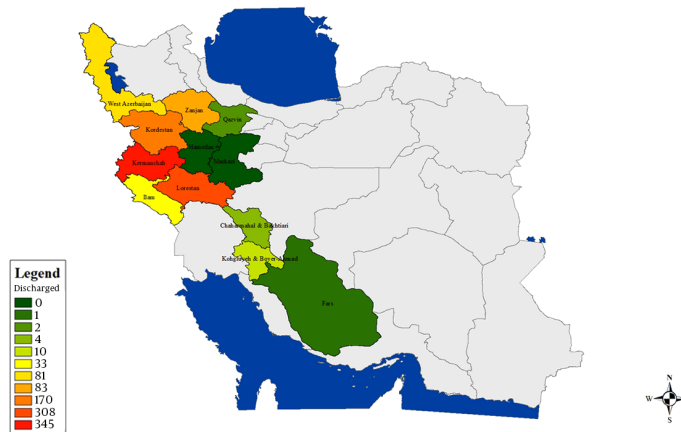 West Azerbaijan
Zanjan
Qazvin
Kordestan
Hamedan
Markazi
Kermanshah
Lorestan
Ilam
Chaharmahal & Bakhtiari
Kohgiluyeh & Boyer Ahmad
Fars
Legend
Discharged
0
1
2
4
10
33
81
83
170
308
345
N
W
S